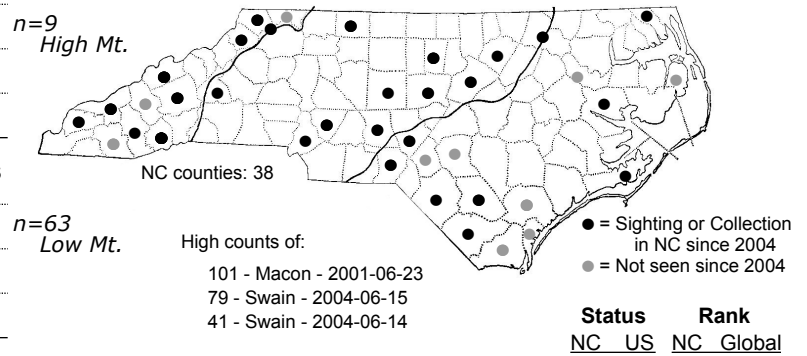 n=9
High Mt.
NC counties: 38
n=63
Low Mt.
High counts of:
101 - Macon - 2001-06-23
79 - Swain - 2004-06-15
41 - Swain - 2004-06-14
= Sighting or Collection
in NC since 2004
= Not seen since 2004
Status Rank
NC US NC Global